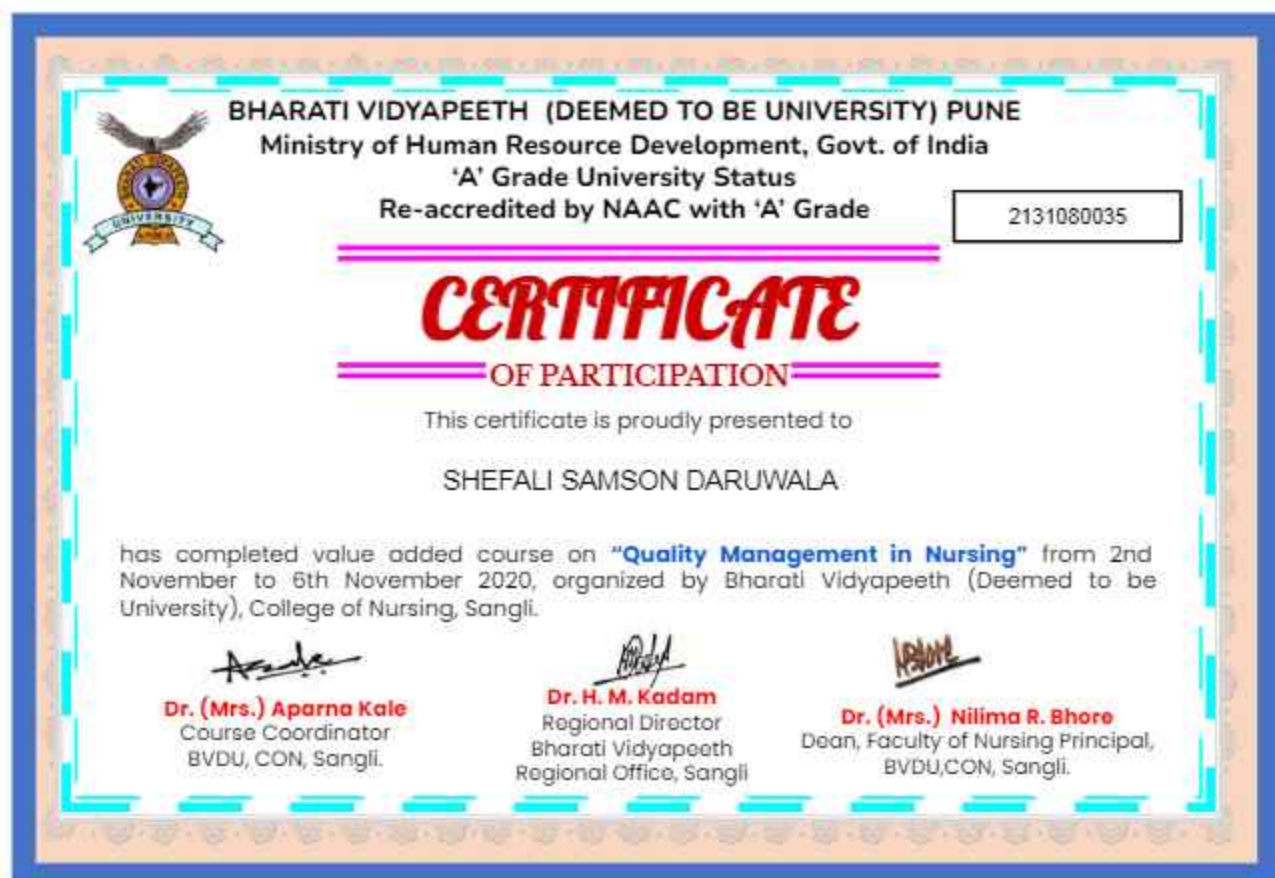 BHARATI VIDYAPEETH (DEEMED TO BE UNIVERSITY) PUNE
Ministry of Human Resource Development, Govt. of India
‘A’ Grade University Status
Re-accredited by NAAC with ‘A’ Grade
2131080035
BHARATI VIDYAPEETH
UNIVERSITY
CERTIFICATE
OF PARTICIPATION
This certificate is proudly presented to
SHEFALI SAMSON DARUWALA
has completed value added course on “Quality Management in Nursing” from 2nd
November to 6th November 2020, organized by Bharati Vidyapeeth (Deemed to be
University), College of Nursing, Sangli.
Dr. (Mrs.) Aparna Kale
Course Coordinator
BVDU, CON, Sangli.
Dr. H. M. Kadam
Regional Director
Bharati Vidyapeeth
Regional Office, Sangli
Dr. (Mrs.) Nilima R. Bhore
Dean, Faculty of Nursing Principal,
BVDU,CON, Sangli.